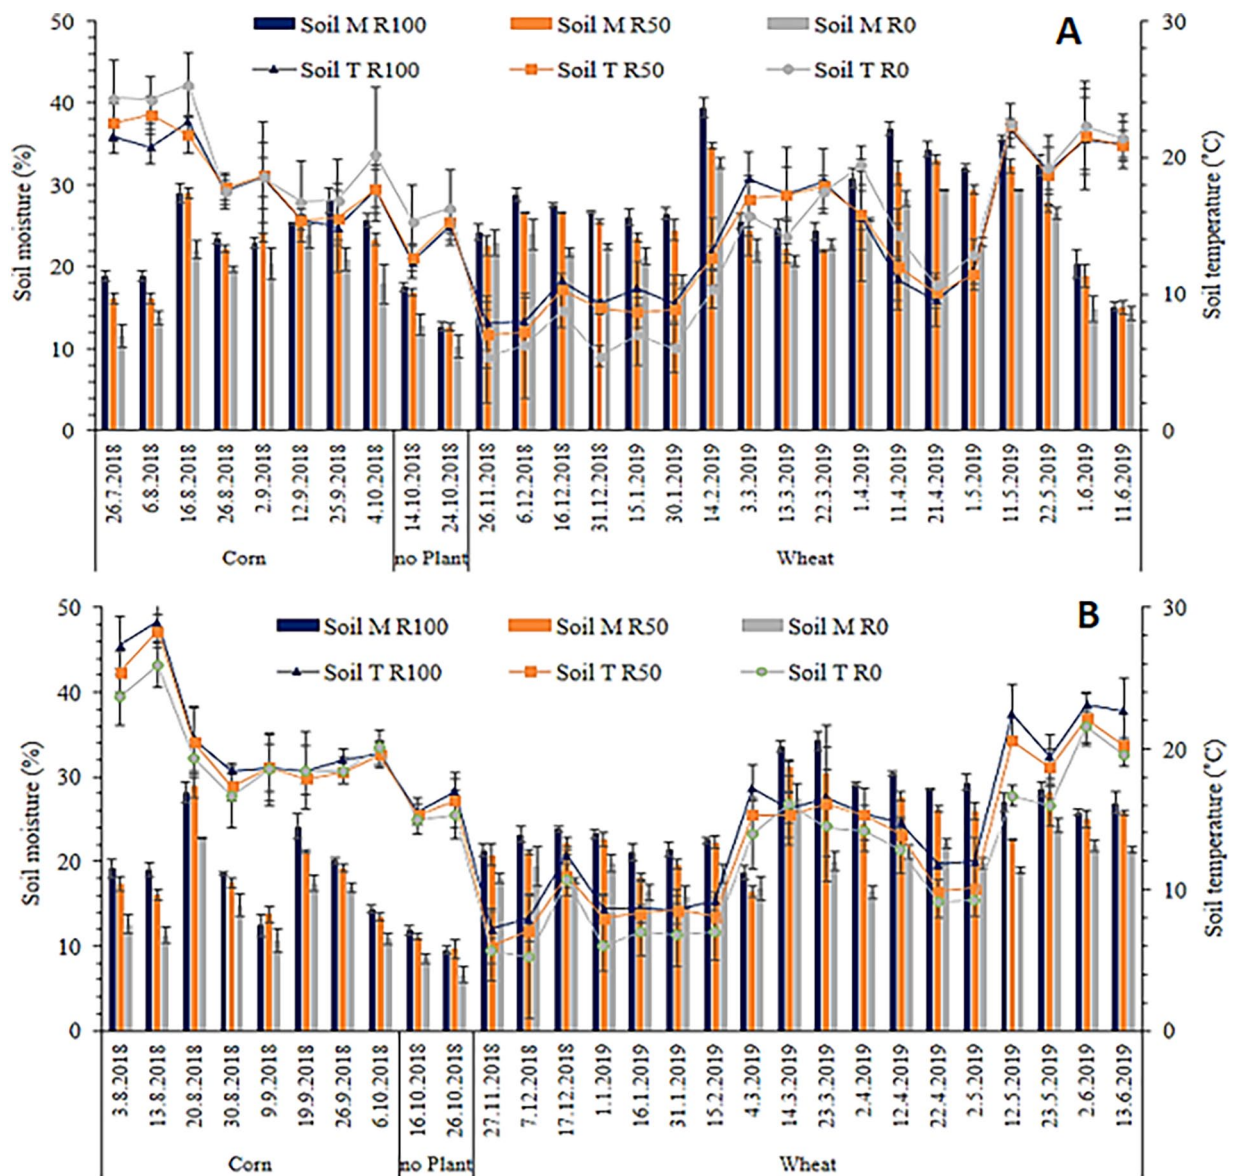 50 Soil M R100 Soil M R50 Soil M R0 A 30
Soil T R100 Soil T R50 Soil T R0
40
30 20
20
10
10
0 0
Soil moisture (%)
Soil temperature (°C)
26.7.2018 6.8.2018 16.8.2018 26.8.2018 2.9.2018 12.9.2018 25.9.2018 4.10.2018 14.10.2018 24.10.2018 26.11.2018 6.12.2018 16.12.2018 31.12.2018 15.1.2019 30.1.2019 14.2.2019 3.3.2019 13.3.2019 22.3.2019 1.4.2019 11.4.2019 21.4.2019 1.5.2019 11.5.2019 22.5.2019 1.6.2019 11.6.2019
Corn no Plant Wheat
50 Soil M R100 Soil M R50 Soil M R0 B 30
Soil T R100 Soil T R50 Soil T R0
40
30 20
20
10
10
0 0
Soil moisture (%)
Soil temperature (°C)
3.8.2018 13.8.2018 20.8.2018 30.8.2018 9.9.2018 19.9.2018 26.9.2018 6.10.2018 16.10.2018 26.10.2018 27.11.2018 7.12.2018 17.12.2018 1.1.2019 16.1.2019 31.1.2019 15.2.2019 4.3.2019 14.3.2019 23.3.2019 2.4.2019 12.4.2019 22.4.2019 2.5.2019 12.5.2019 23.5.2019 2.6.2019 13.6.2019
Corn no Plant Wheat